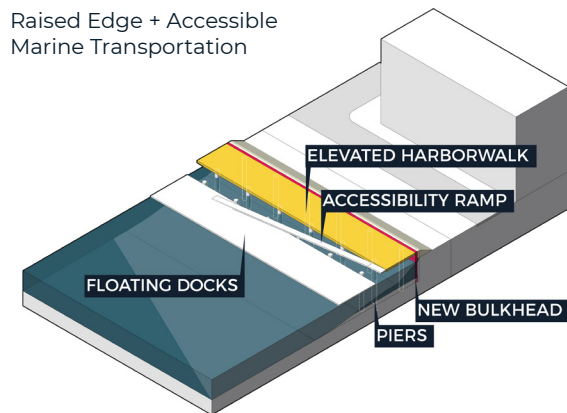 Raised Edge + Accessible
Marine Transportation
ELEVATED HARBORWALK
ACCESSIBILITY RAMP
FLOATING DOCKS
NEW BULKHEAD
PIERS